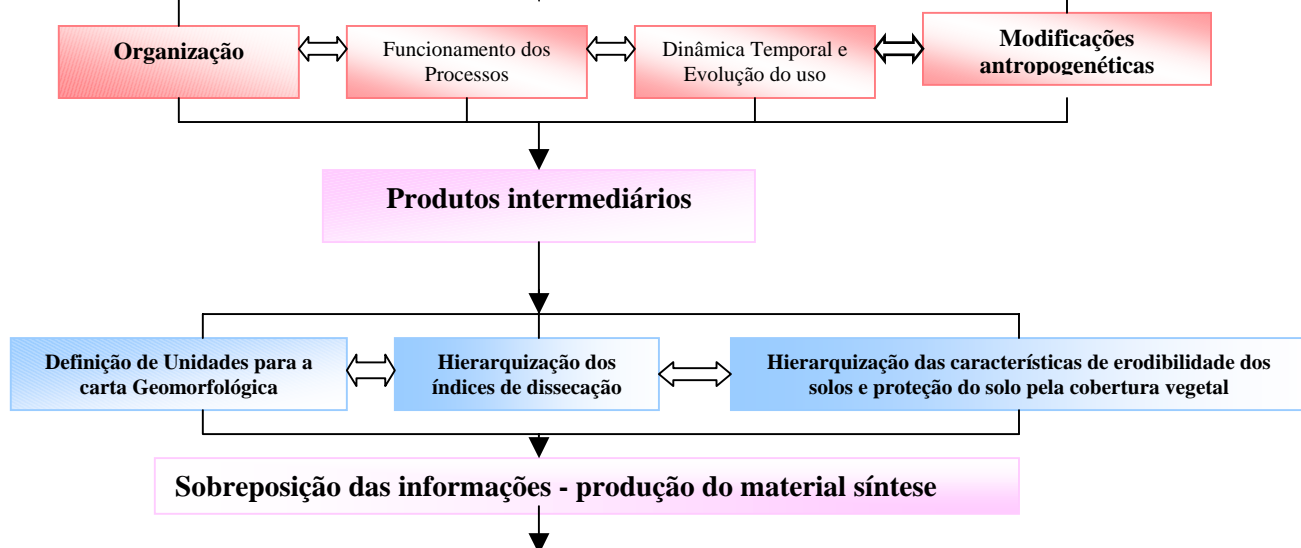 Organização
Funcionamento dos
Processos
Dinâmica Temporal e
Evolução do uso
Modificações
antropogenéticas
Produtos intermediários
Definição de Unidades para a
carta Geomorfológica
Hierarquização dos
índices de dissecação
Hierarquização das características de erodibilidade dos
solos e proteção do solo pela cobertura vegetal
Sobreposição das informações - produção do material síntese